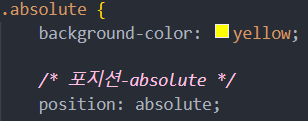 .absolute {
background-color: yellow;
/* 포지션-absolute */
position: absolute;